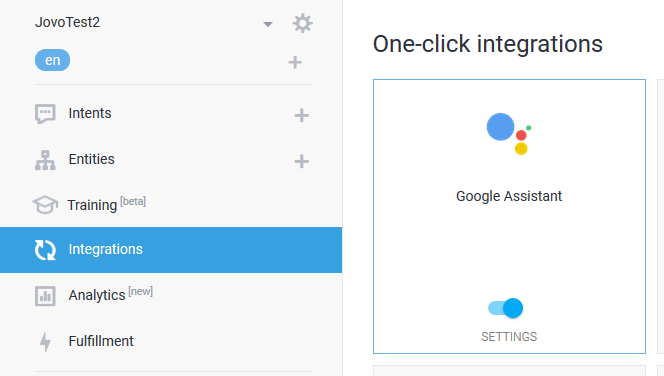 JovoTest2
en
Intents
Entities
Training [beta]
Integrations
Analytics [new]
Fulfillment
One-click integrations
Google Assistant
SETTINGS